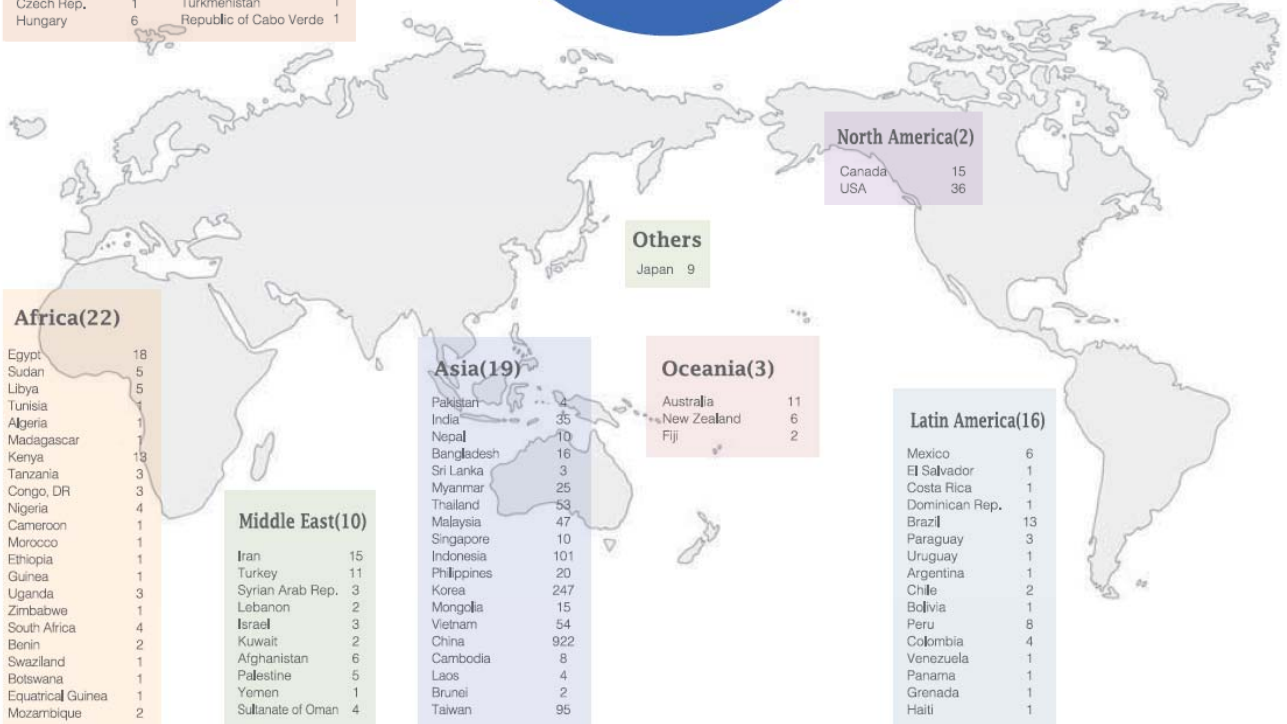 Czech Rep. 1 Turkmenistan 1
Hungary 6 Republic of Cabo Verde 1
North America(2)
Canada 15
USA 36
Others
Japan 9
Africa(22)
Egypt 18
Sudan 5
Libya 5
Tunisia 1
Algeria 1
Madagascar 1
Kenya 13
Tanzania 3
Congo, DR 3
Nigeria 4
Cameroon 1
Morocco 1
Ethiopia 1
Guinea 1
Uganda 3
Zimbabwe 1
South Africa 4
Benin 2
Swaziland 1
Botswana 1
Equatrical Guinea 1
Mozambique 2
Middle East(10)
Iran 15
Turkey 11
Syrian Arab Rep. 3
Lebanon 2
Israel 3
Kuwait 2
Afghanistan 6
Palestine 5
Yemen 1
Sultanate of Oman 4
Asia(19)
Pakistan 4
India 35
Nepal 10
Bangladesh 16
Sri Lanka 3
Myanmar 25
Thailand 53
Malaysia 47
Singapore 10
Indonesia 101
Philippines 20
Korea 247
Mongolia 15
Vietnam 54
China 922
Cambodia 8
Laos 4
Brunei 2
Taiwan 95
Oceania(3)
Australia 11
New Zealand 6
Fiji 2
Latin America(16)
Mexico 6
El Salvador 1
Costa Rica 1
Dominican Rep. 1
Brazil 13
Paraguay 3
Uruguay 1
Argentina 1
Chile 2
Bolivia 1
Peru 8
Colombia 4
Venezuela 1
Panama 1
Grenada 1
Haiti 1